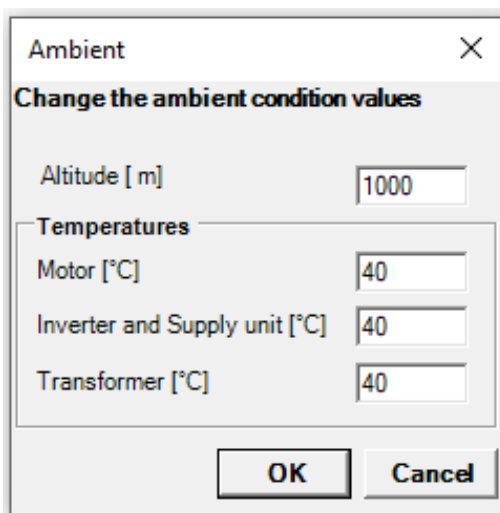 Ambient
Change the ambient condition values
Altitude [ m]
1000
Temperatures
Motor [°C]
40
Inverter and Supply unit [°C]
40
Transformer [°C]
40
OK Cancel